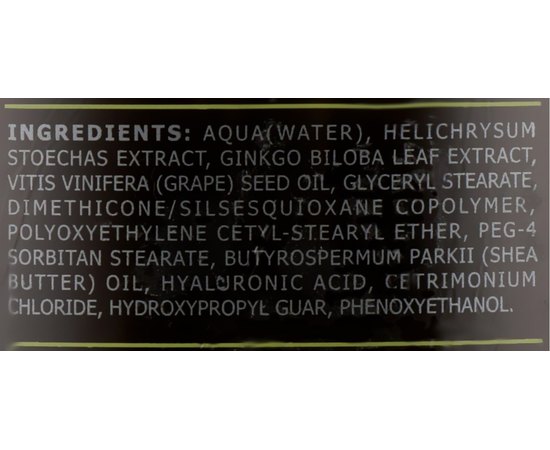 INGREDIENTS: AQUA(WATER), HELICHRYSUM
STOECHAS EXTRACT, GINKGO BILOBA LEAF EXTRACT,
VITIS VINIFERA (GRAPE) SEED OIL, GLYCERYL STEARATE,
DIMETHICONE/SILSESQUIOXANE COPOLYMER,
POLYOXYETHYLENE CETYL-STEARYL ETHER, PEG-4
SORBITAN STEARATE, BUTYROSPERMUM PARKII (SHEA
BUTTER) OIL, HYALURONIC ACID, CETRIMONIUM
CHLORIDE, HYDROXYPROPYL GUAR, PHENOXYETHANOL.